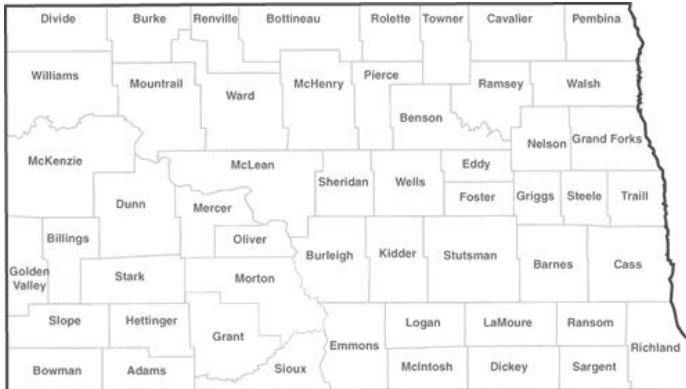 Divide
Burke
Renville
Bottineau
Rolette
Towner
Cavalier
Pembina
Williams
Mountrail
Ward
McHenry
Pierce
Ramsey
Walsh
Benson
Nelson
Grand Forks
McKenzie
McLean
Eddy
Sheridan
Wells
Dunn
Mercer
Foster
Griggs
Steele
Traill
Billings
Oliver
Burleigh
Kidder
Stutsman
Golden
Valley
Stark
Morton
Barnes
Cass
Slope
Hettinger
Grant
Emmons
Logan
LaMoure
Ransom
Richland
Bowman
Adams
Sioux
McIntosh
Dickey
Sargent